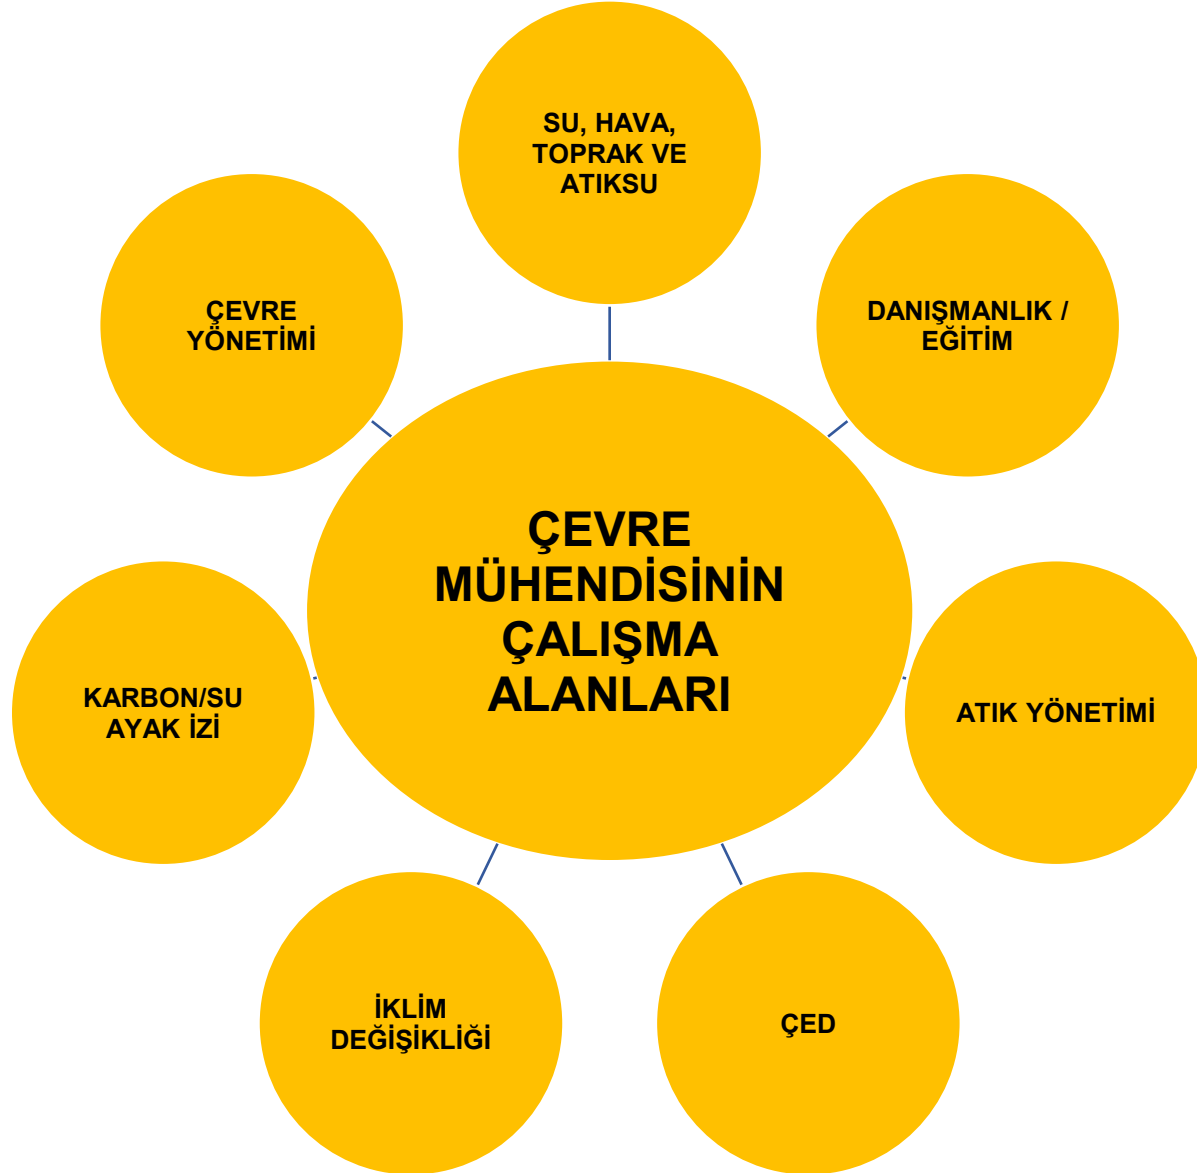 SU, HAVA,
TOPRAK VE
ATIKSU
DANIŞMANLIK /
EĞİTİM
ATIK YÖNETİMİ
ÇED
İKLİM
DEĞİŞİKLİĞİ
KARBON/SU
AYAK İZİ
ÇEVRE
YÖNETİMİ
ÇEVRE
MÜHENDİSİNİN
ÇALIŞMA
ALANLARI